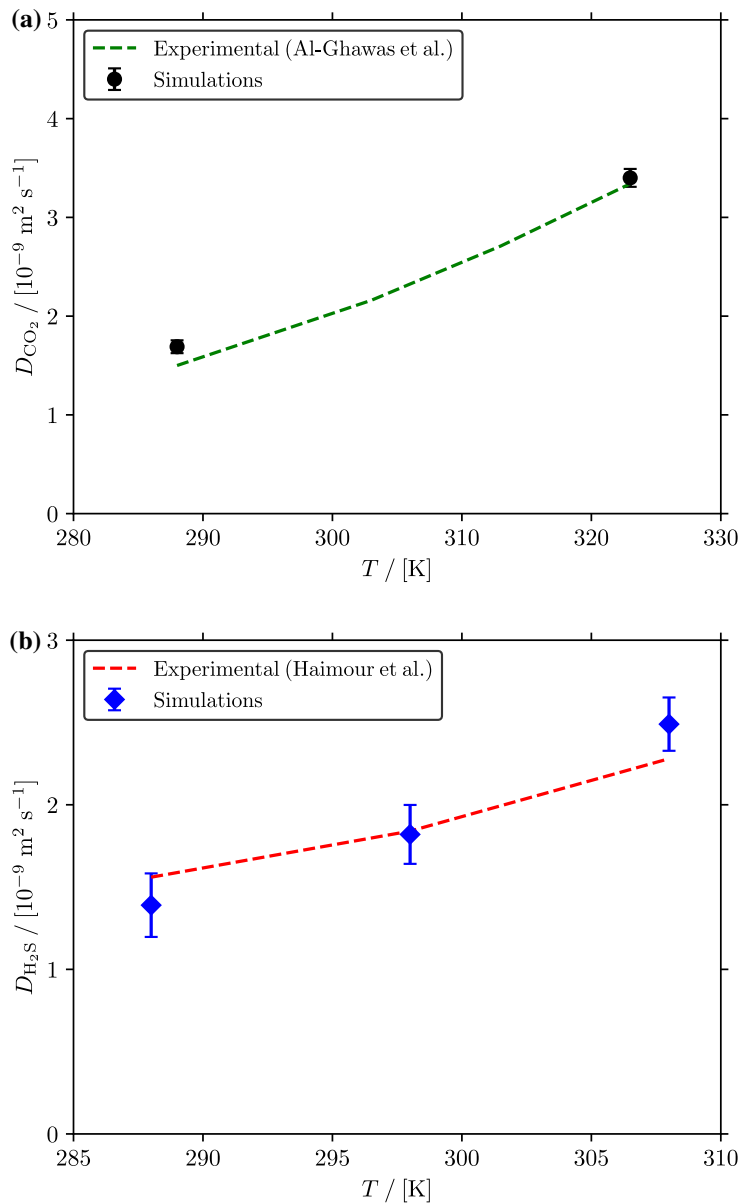 (a)
5
4
3
2
1
0
D_CO₂ / [10⁻⁹ m² s⁻¹]
Experimental (Al-Ghawas et al.)
Simulations
280 290 300 310 320 330
T / [K]
(b)
3
2
1
0
D_H₂S / [10⁻⁹ m² s⁻¹]
Experimental (Haimour et al.)
Simulations
285 290 295 300 305 310
T / [K]